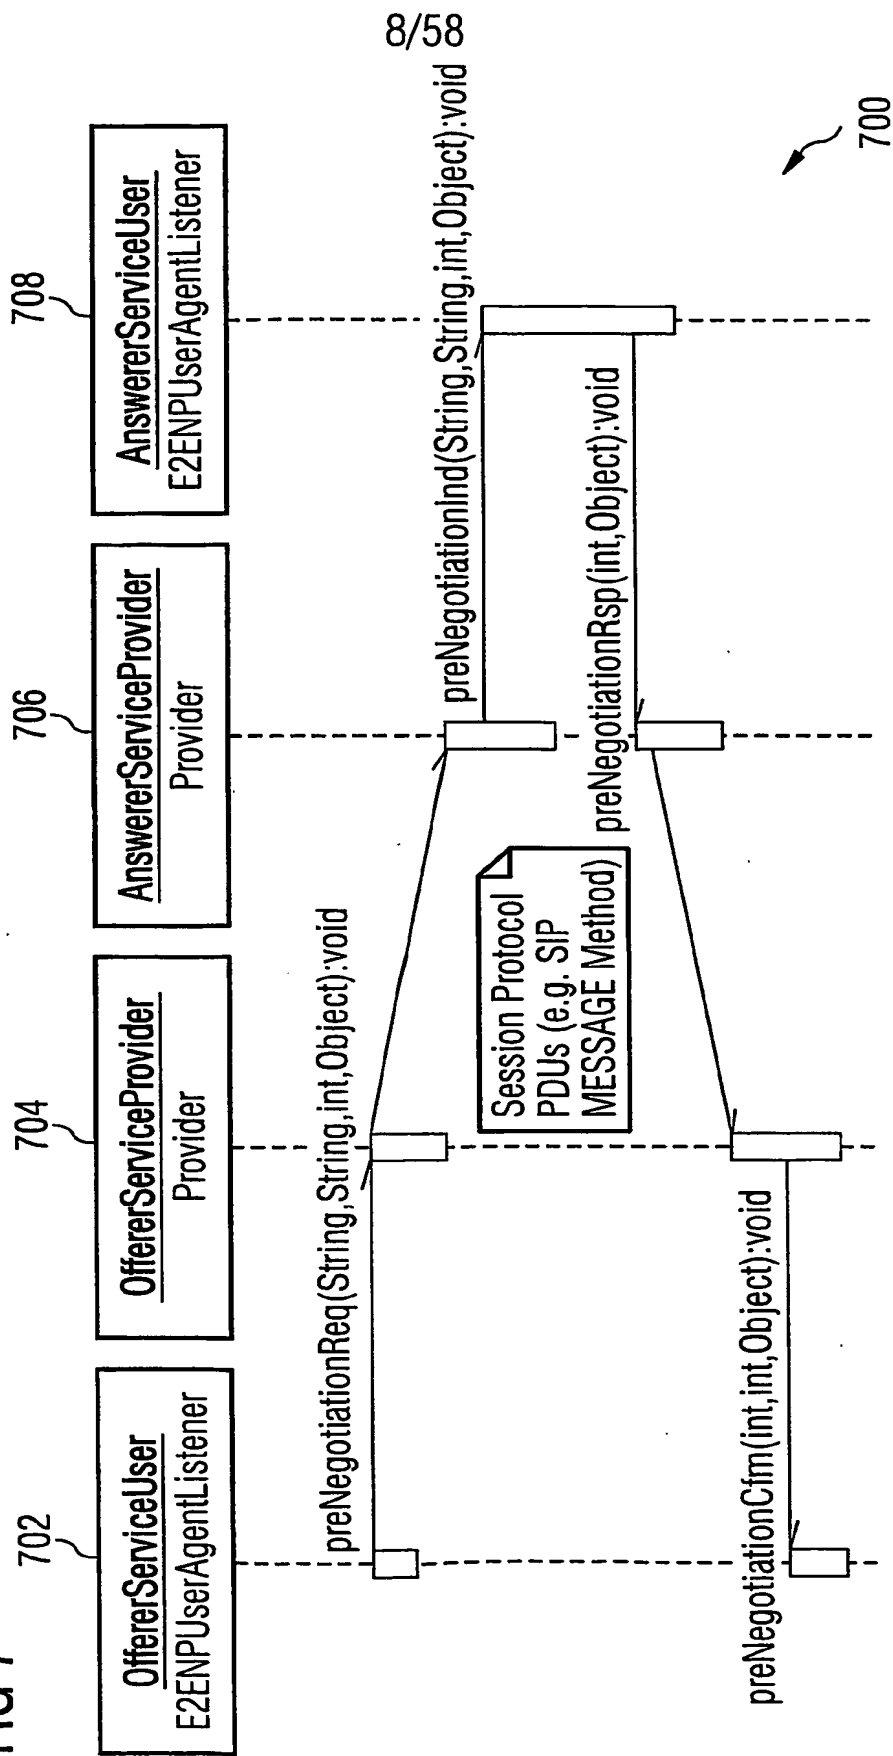 8/58
FIG 7
702
OffererServiceUser
E2ENPUserAgentListener
704
OffererServiceProvider
Provider
706
AnswererServiceProvider
Provider
708
AnswererServiceUser
E2ENPUserAgentListener
preNegotiationReq(String,String,int,Object):void
preNegotiationInd(String,String,int,Object):void
Session Protocol
PDUs (e.g. SIP
MESSAGE Method)
preNegotiationRsp(int,Object):void
preNegotiationCfm(int,int,Object):void
700